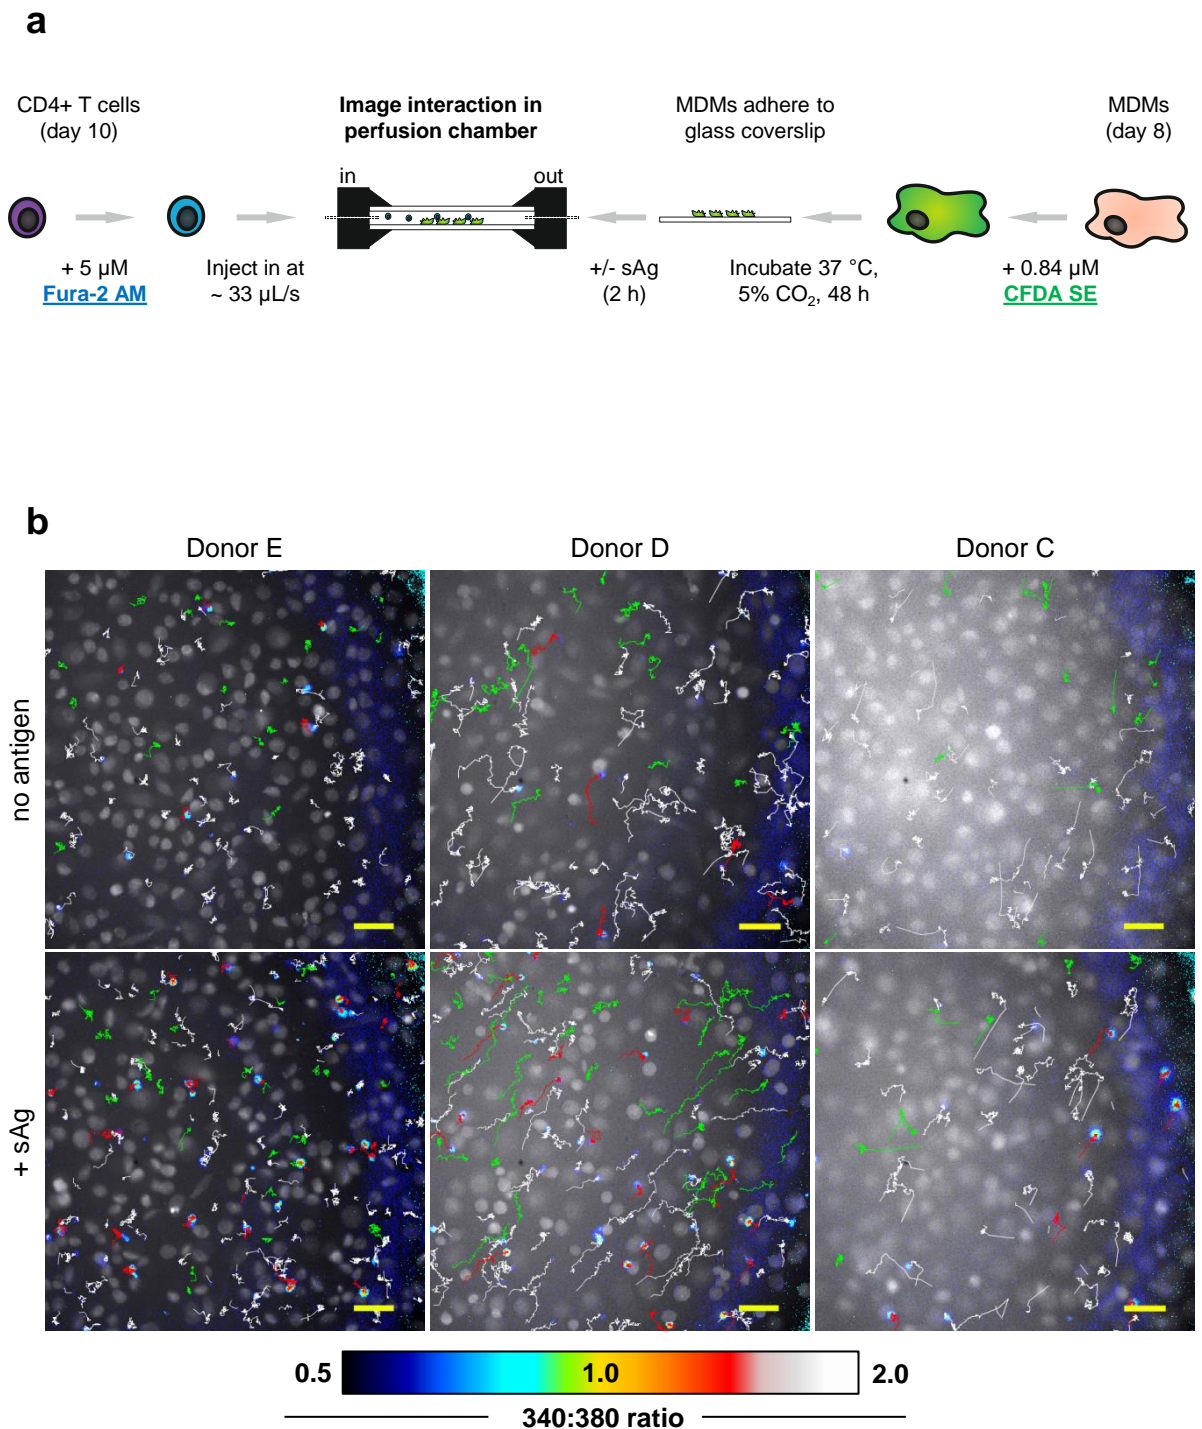 a
CD4+ T cells
(day 10)
Image interaction in
perfusion chamber
MDMs adhere to
glass coverslip
MDMs
(day 8)
in
out
+ 5 µM
Fura-2 AM
Inject in at
~ 33 µL/s
+/- sAg
(2 h)
Incubate 37 °C,
5% CO2, 48 h
+ 0.84 µM
CFDA SE
b
Donor E
Donor D
Donor C
no antigen
+ sAg
0.5
1.0
2.0
340:380 ratio